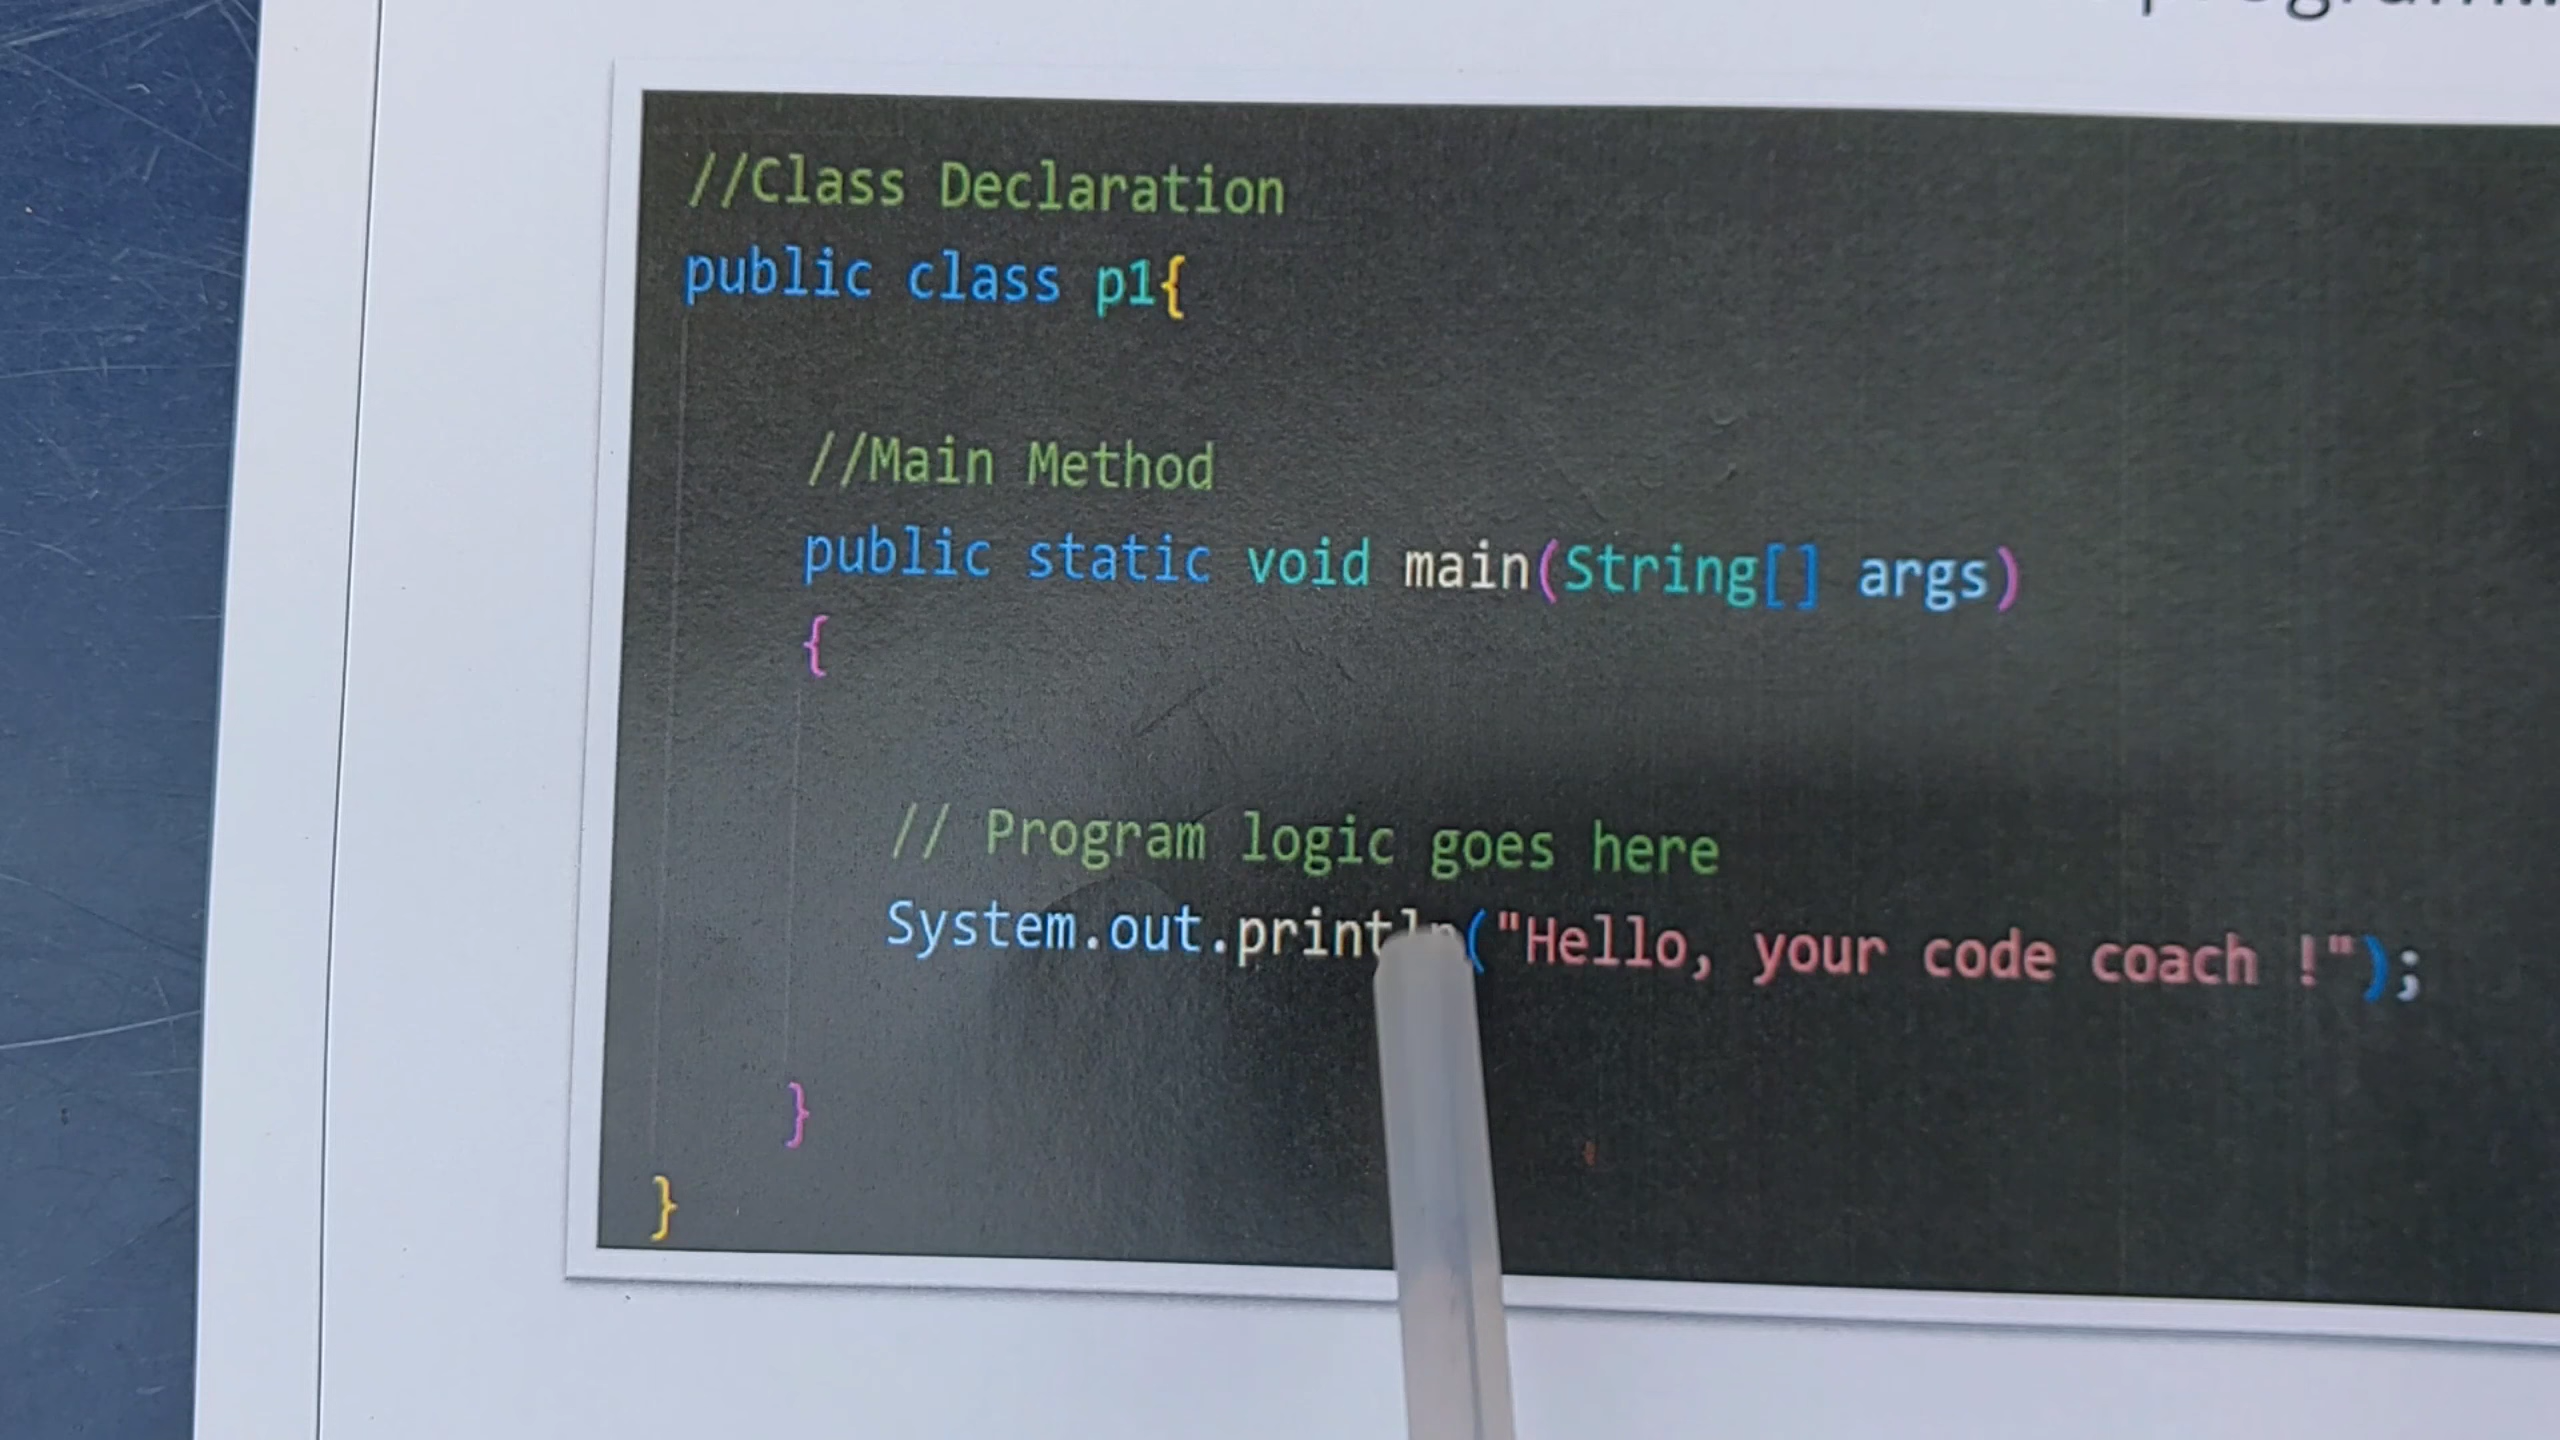 //Class Declaration
public class p1{
//Main Method
public static void main(String[] args)
{
// Program logic goes here
System.out.println("Hello, your code coach !");
}
}